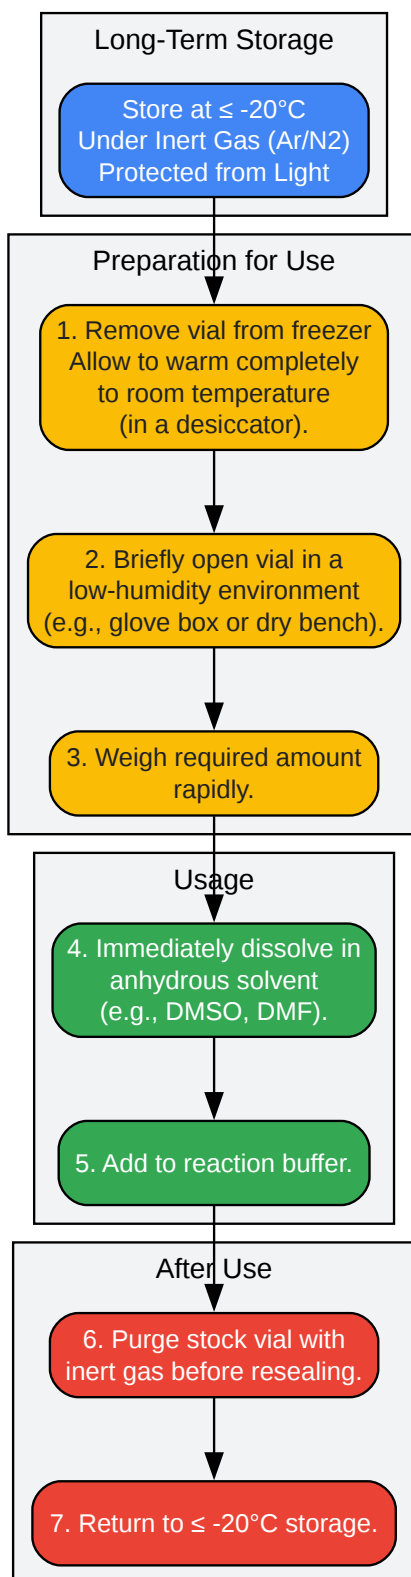 Long-Term Storage
Store at ≤ -20°C
Under Inert Gas (Ar/N2)
Protected from Light
Preparation for Use
1. Remove vial from freezer
Allow to warm completely
to room temperature
(in a desiccator).
2. Briefly open vial in a
low-humidity environment
(e.g., glove box or dry bench).
3. Weigh required amount
rapidly.
Usage
4. Immediately dissolve in
anhydrous solvent
(e.g., DMSO, DMF).
5. Add to reaction buffer.
After Use
6. Purge stock vial with
inert gas before resealing.
7. Return to ≤ -20°C storage.